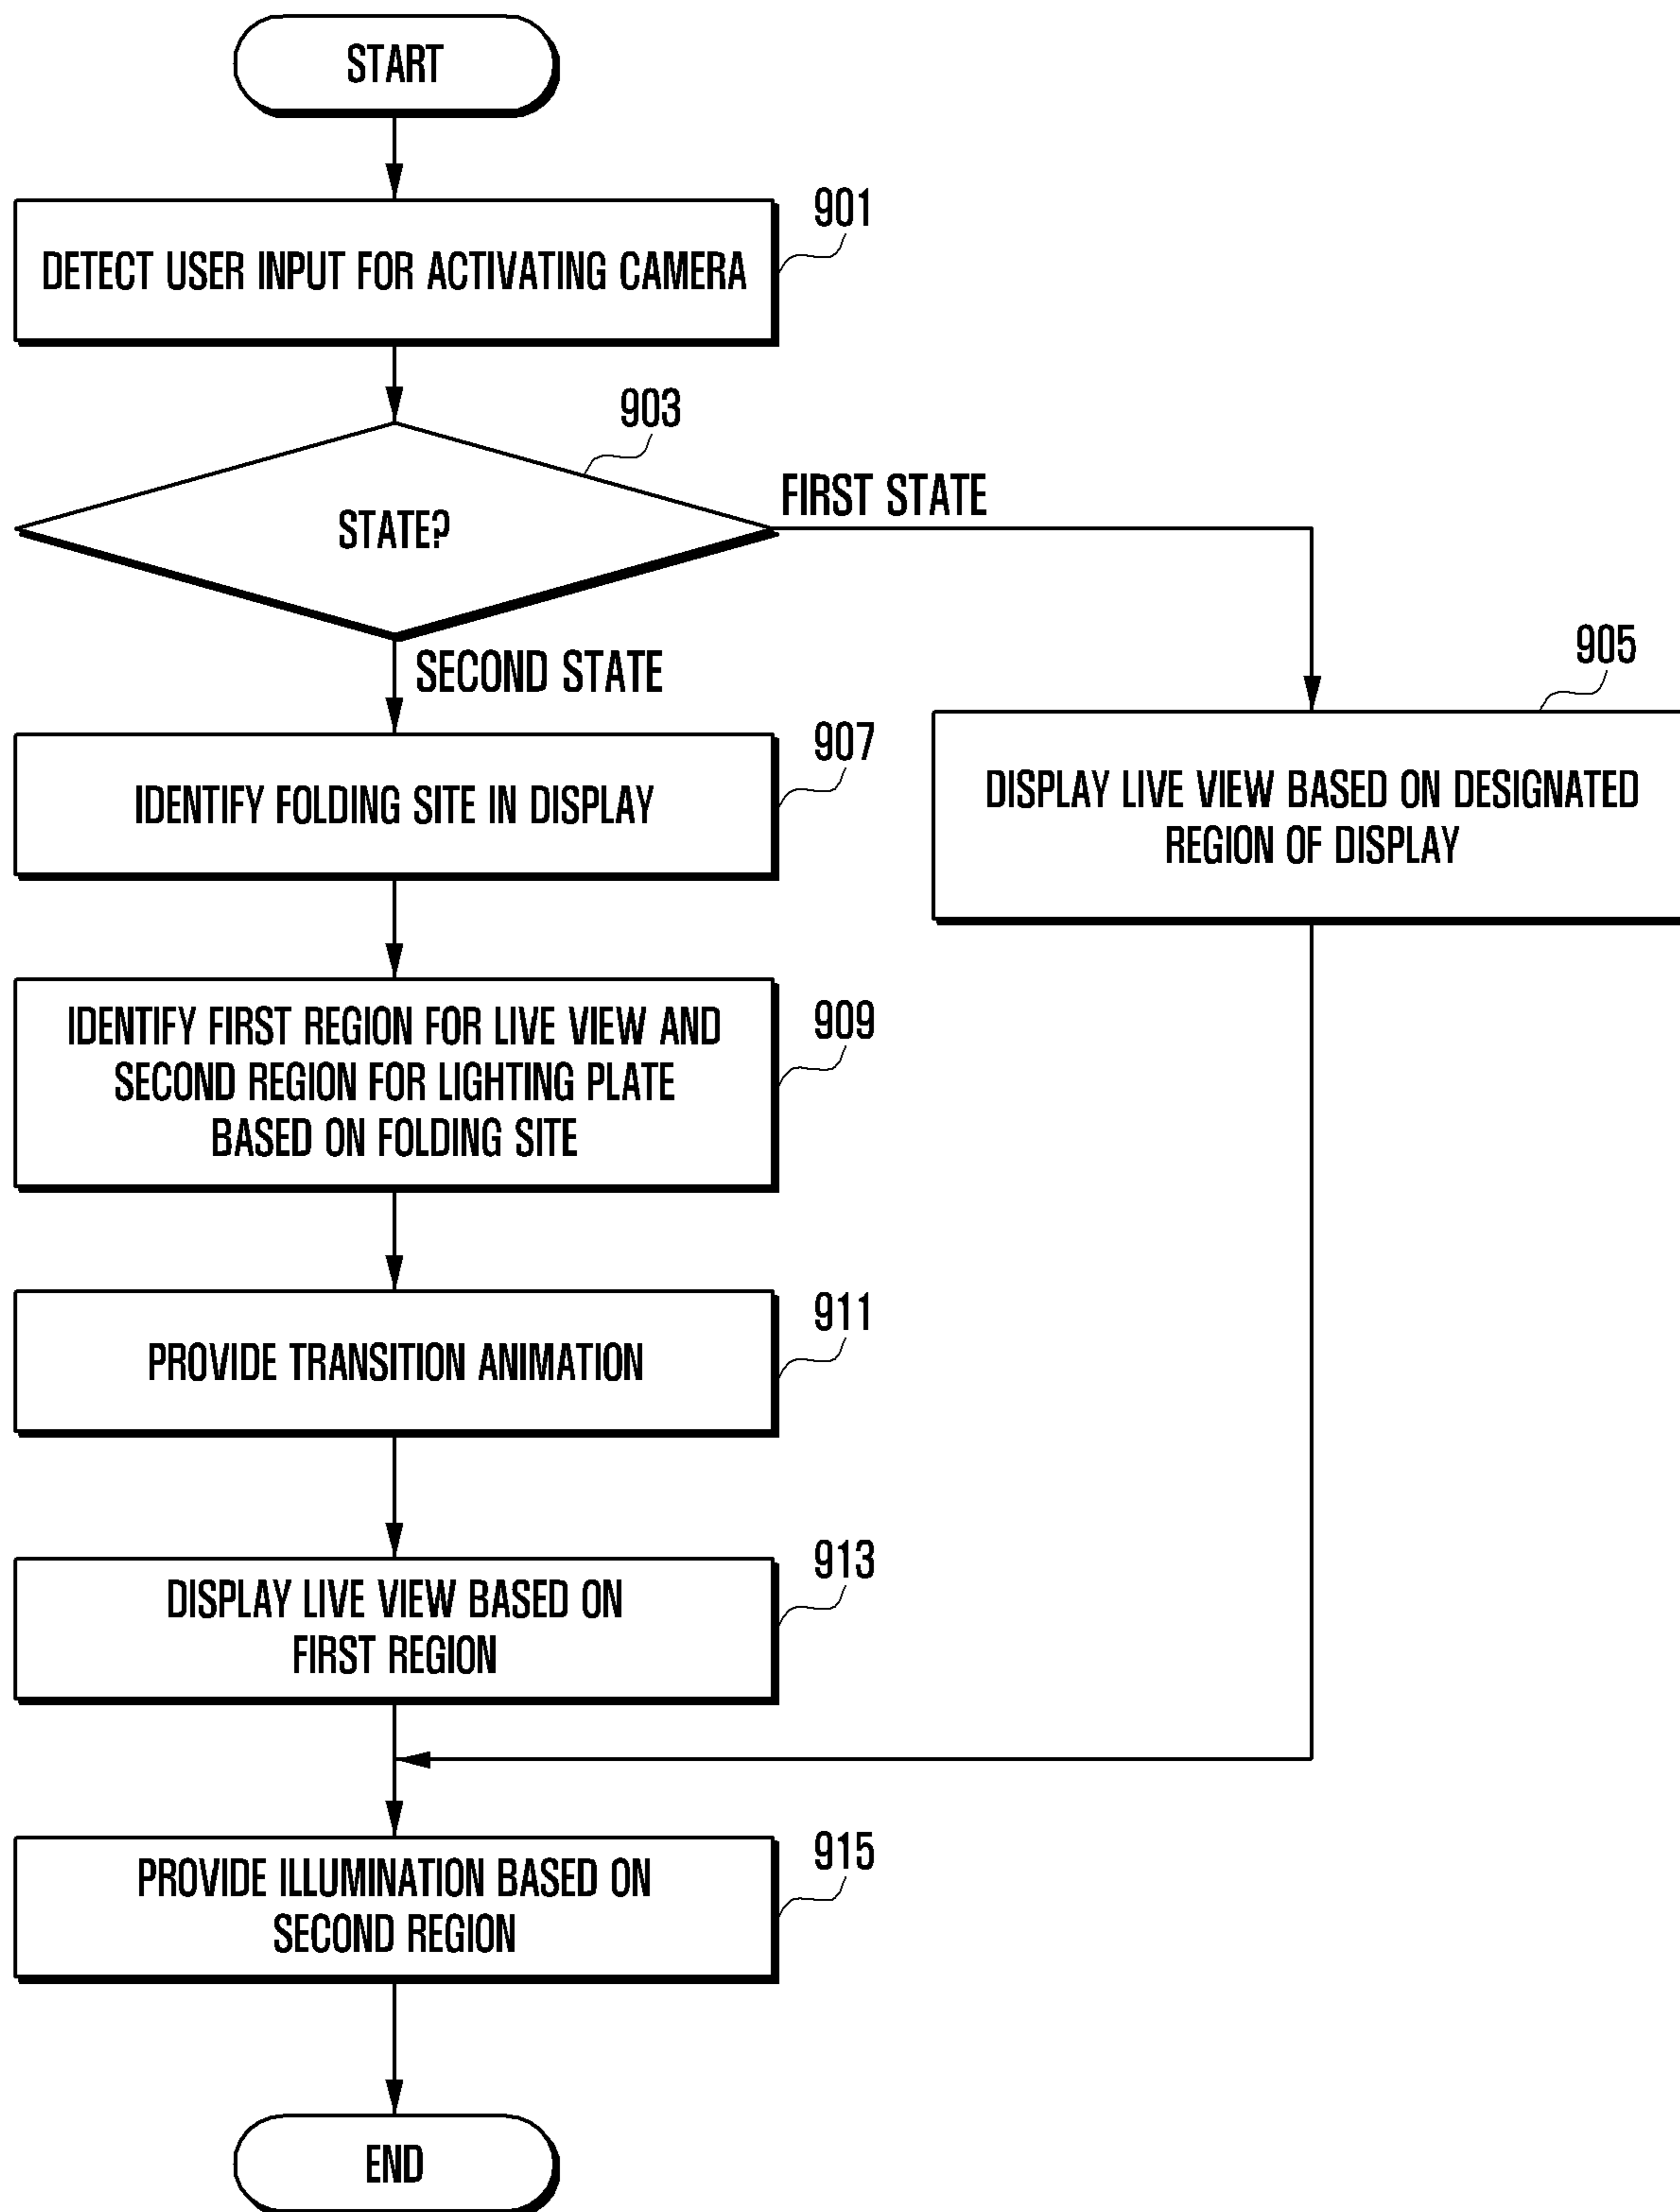 START
901
DETECT USER INPUT FOR ACTIVATING CAMERA
903
STATE?
FIRST STATE
SECOND STATE
905
DISPLAY LIVE VIEW BASED ON DESIGNATED
REGION OF DISPLAY
907
IDENTIFY FOLDING SITE IN DISPLAY
909
IDENTIFY FIRST REGION FOR LIVE VIEW AND
SECOND REGION FOR LIGHTING PLATE
BASED ON FOLDING SITE
911
PROVIDE TRANSITION ANIMATION
913
DISPLAY LIVE VIEW BASED ON
FIRST REGION
915
PROVIDE ILLUMINATION BASED ON
SECOND REGION
END